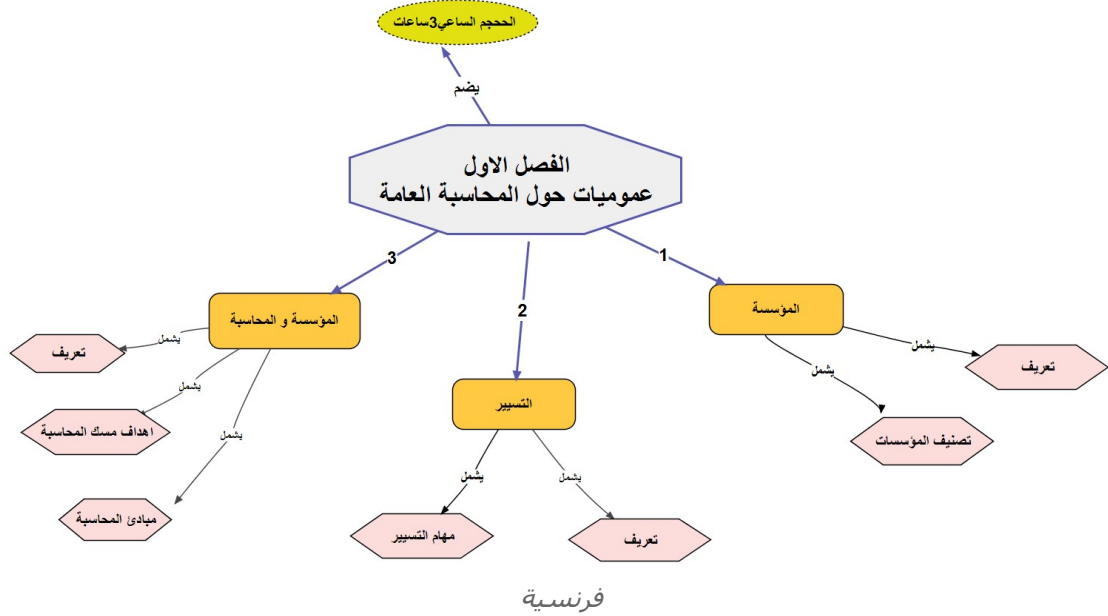 الححجم الساعي3ساعات
يضم
الفصل الاول
عموميات حول المحاسبة العامة
1
المؤسسة
يشمل
تعريف
يشمل
تصنيف المؤسسات
2
التسيير
يشمل
تعريف
يشمل
مهام التسيير
3
المؤسسة و المحاسبة
يشمل
تعريف
يشمل
اهداف مسك المحاسبة
يشمل
مبادئ المحاسبة
فرنسية